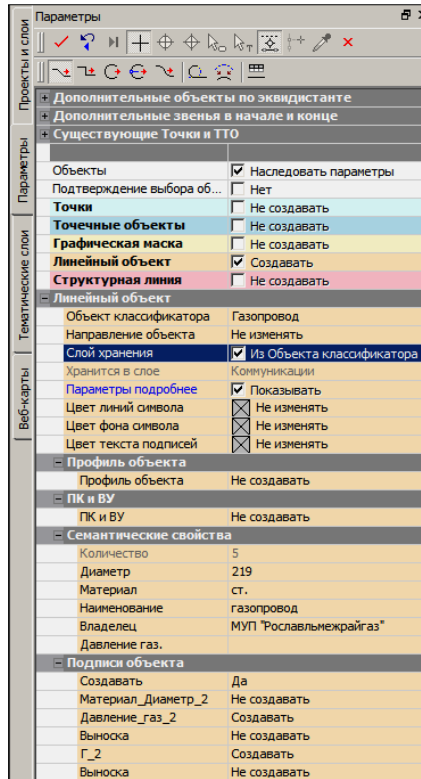 Параметры
Проекты и слои
Параметры
Тематические слои
Веб-карты
Дополнительные объекты по эквидистанте
Дополнительные звенья в начале и конце
Существующие Точки и ТТО
Объекты Наследовать параметры
Подтверждение выбора об... Нет
Точки Не создавать
Точечные объекты Не создавать
Графическая маска Не создавать
Линейный объект Создавать
Структурная линия Не создавать
Линейный объект
Объект классификатора Газопровод
Направление объекта Не изменять
Слой хранения Из Объекта классификатора
Хранится в слое Коммуникации
Параметры подробнее Показывать
Цвет линий символа Не изменять
Цвет фона символа Не изменять
Цвет текста подписей Не изменять
Профиль объекта
Профиль объекта Не создавать
ПК и ВУ
ПК и ВУ Не создавать
Семантические свойства
Количество 5
Диаметр 219
Материал ст.
Наименование газопровод
Владелец МУП "Рославльмежрайгаз"
Давление газ.
Подписи объекта
Создавать Да
Материал_Диаметр_2 Не создавать
Давление_газ_2 Создавать
Выноска Не создавать
Г_2 Создавать
Выноска Не создавать